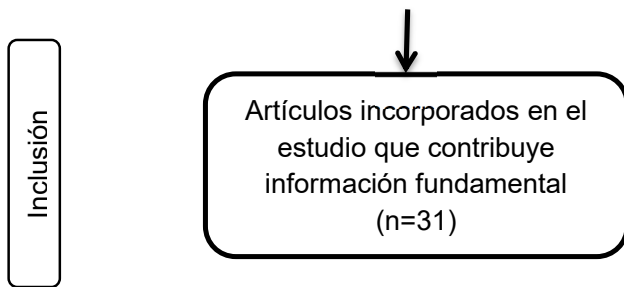 Inclusión
Artículos incorporados en el
estudio que contribuye
información fundamental
(n=31)